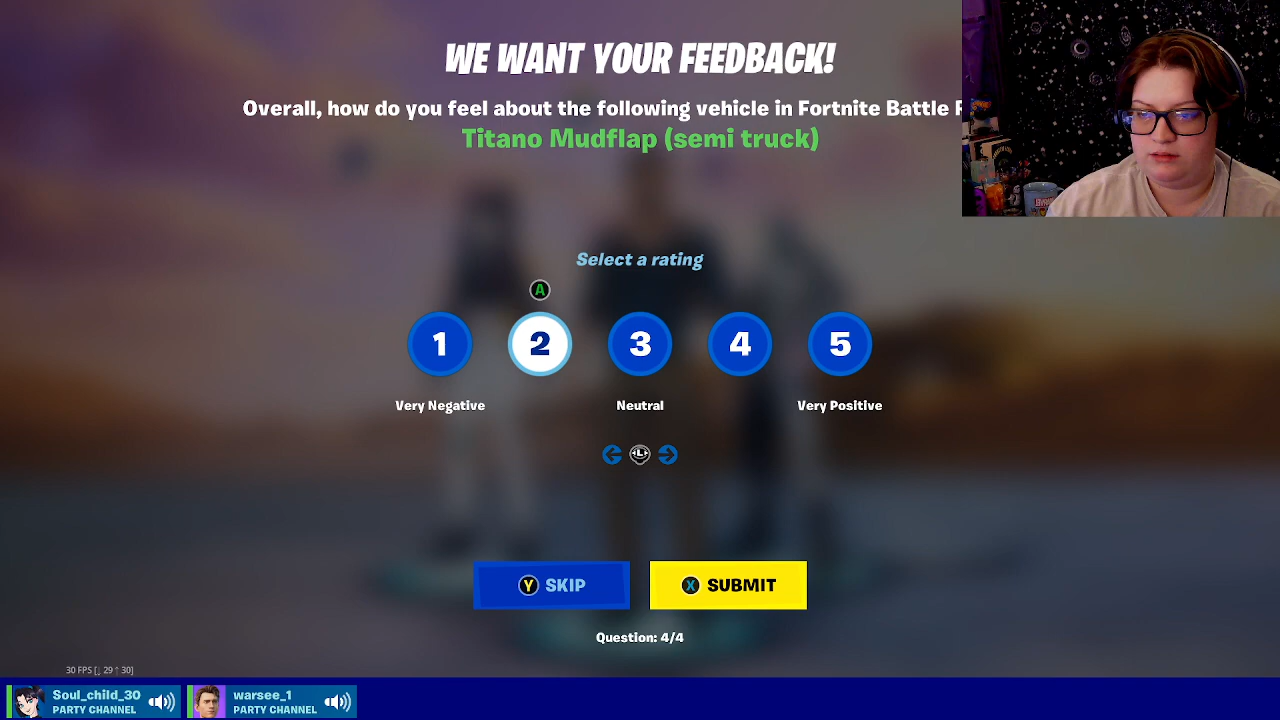 WE WANT YOUR FEEDBACK!
Overall, how do you feel about the following vehicle in Fortnite Battle
Titano Mudflap (semi truck)
Select a rating
A
1 2 3 4 5
Very Negative Neutral Very Positive
L
Y SKIP X SUBMIT
Question: 4/4
30 FPS [↓ 29 ↑ 30]
Soul_child_30 warsee_1
PARTY CHANNEL PARTY CHANNEL